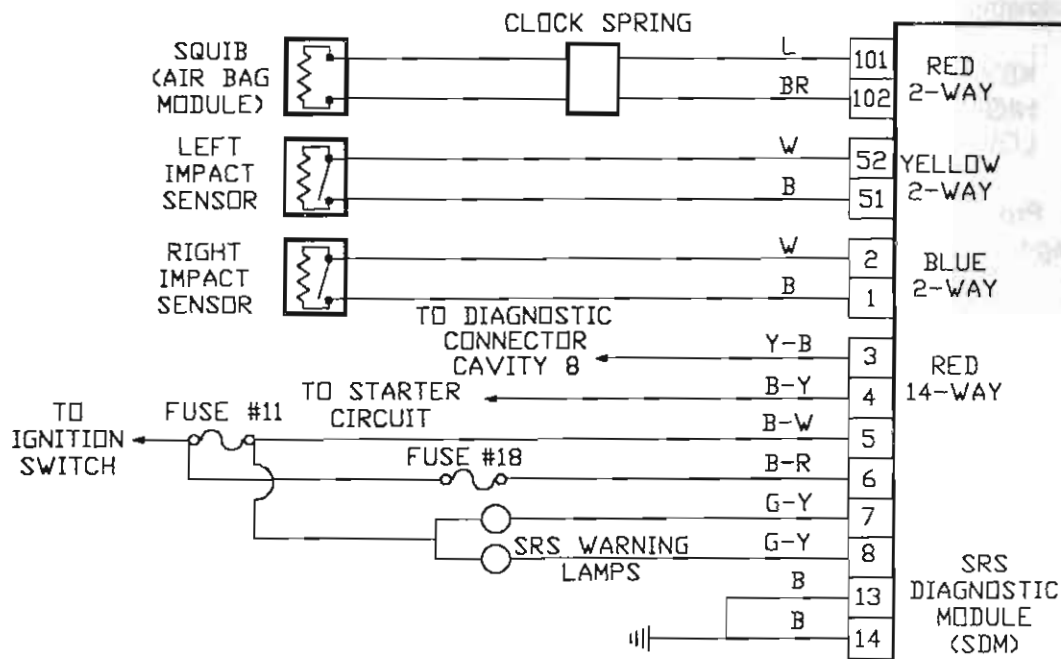 CLOCK SPRING
SQUIB
(AIR BAG
MODULE)
L
101
BR
102
RED
2-WAY
LEFT
IMPACT
SENSOR
W
52
B
51
YELLOW
2-WAY
RIGHT
IMPACT
SENSOR
W
2
B
1
BLUE
2-WAY
TO DIAGNOSTIC
CONNECTOR
CAVITY 8
Y-B
3
TO STARTER
CIRCUIT
B-Y
4
RED
14-WAY
TO
IGNITION
SWITCH
FUSE #11
B-W
5
FUSE #18
B-R
6
G-Y
7
G-Y
8
SRS WARNING
LAMPS
B
13
B
14
SRS
DIAGNOSTIC
MODULE
(SDM)